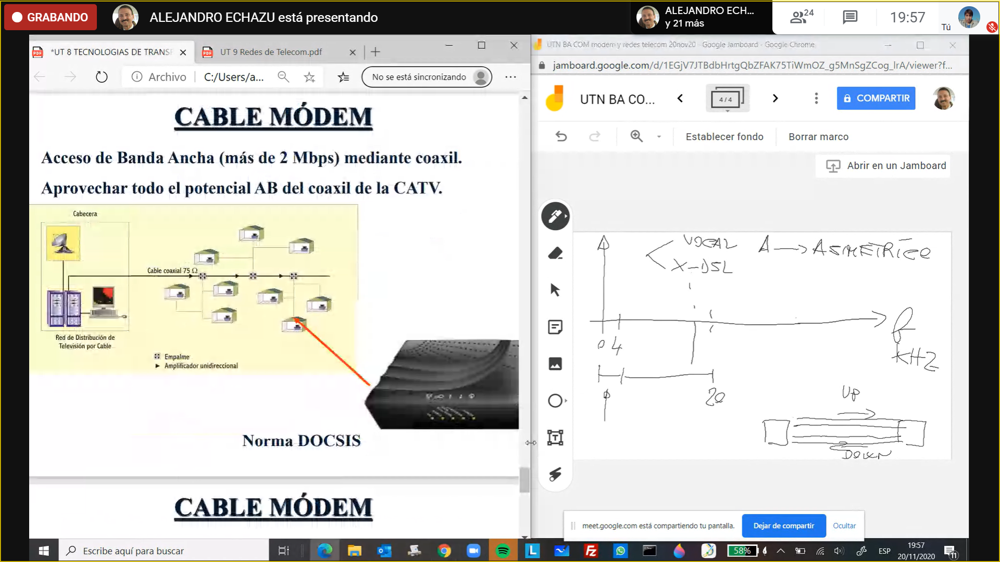 GRABANDO
ALEJANDRO ECHAZU está presentando
ALEJANDRO ECH...
y 21 más
24
19:57
Tú
*UT 8 TECNOLOGIAS DE TRANSF
UT 9 Redes de Telecom.pdf
Archivo
C:/Users/a...
No se está sincronizando
CABLE MÓDEM
Acceso de Banda Ancha (más de 2 Mbps) mediante coaxil.
Aprovechar todo el potencial AB del coaxil de la CATV.
Cabecera
Cable coaxial 75 Ω
Red de Distribución de
Televisión por Cable
Empalme
Amplificador unidireccional
Norma DOCSIS
CABLE MÓDEM
UTN BA COM modem y redes telecom 20nov20 - Google Jamboard - Google Chrome
jamboard.google.com/d/1EGjV7JTBdbHrtgQbZFAK75TiWmOZ_g5MnSgZCog_lrA/viewer?f...
UTN BA CO...
4 / 4
COMPARTIR
Establecer fondo
Borrar marco
Abrir en un Jamboard
VOCAL
X-DSL
A → ASIMETRICO
f
KHZ
0 4
20
UP
DOWN
meet.google.com está compartiendo tu pantalla.
Dejar de compartir
Ocultar
Escribe aquí para buscar
58%
ESP
19:57
20/11/2020
11